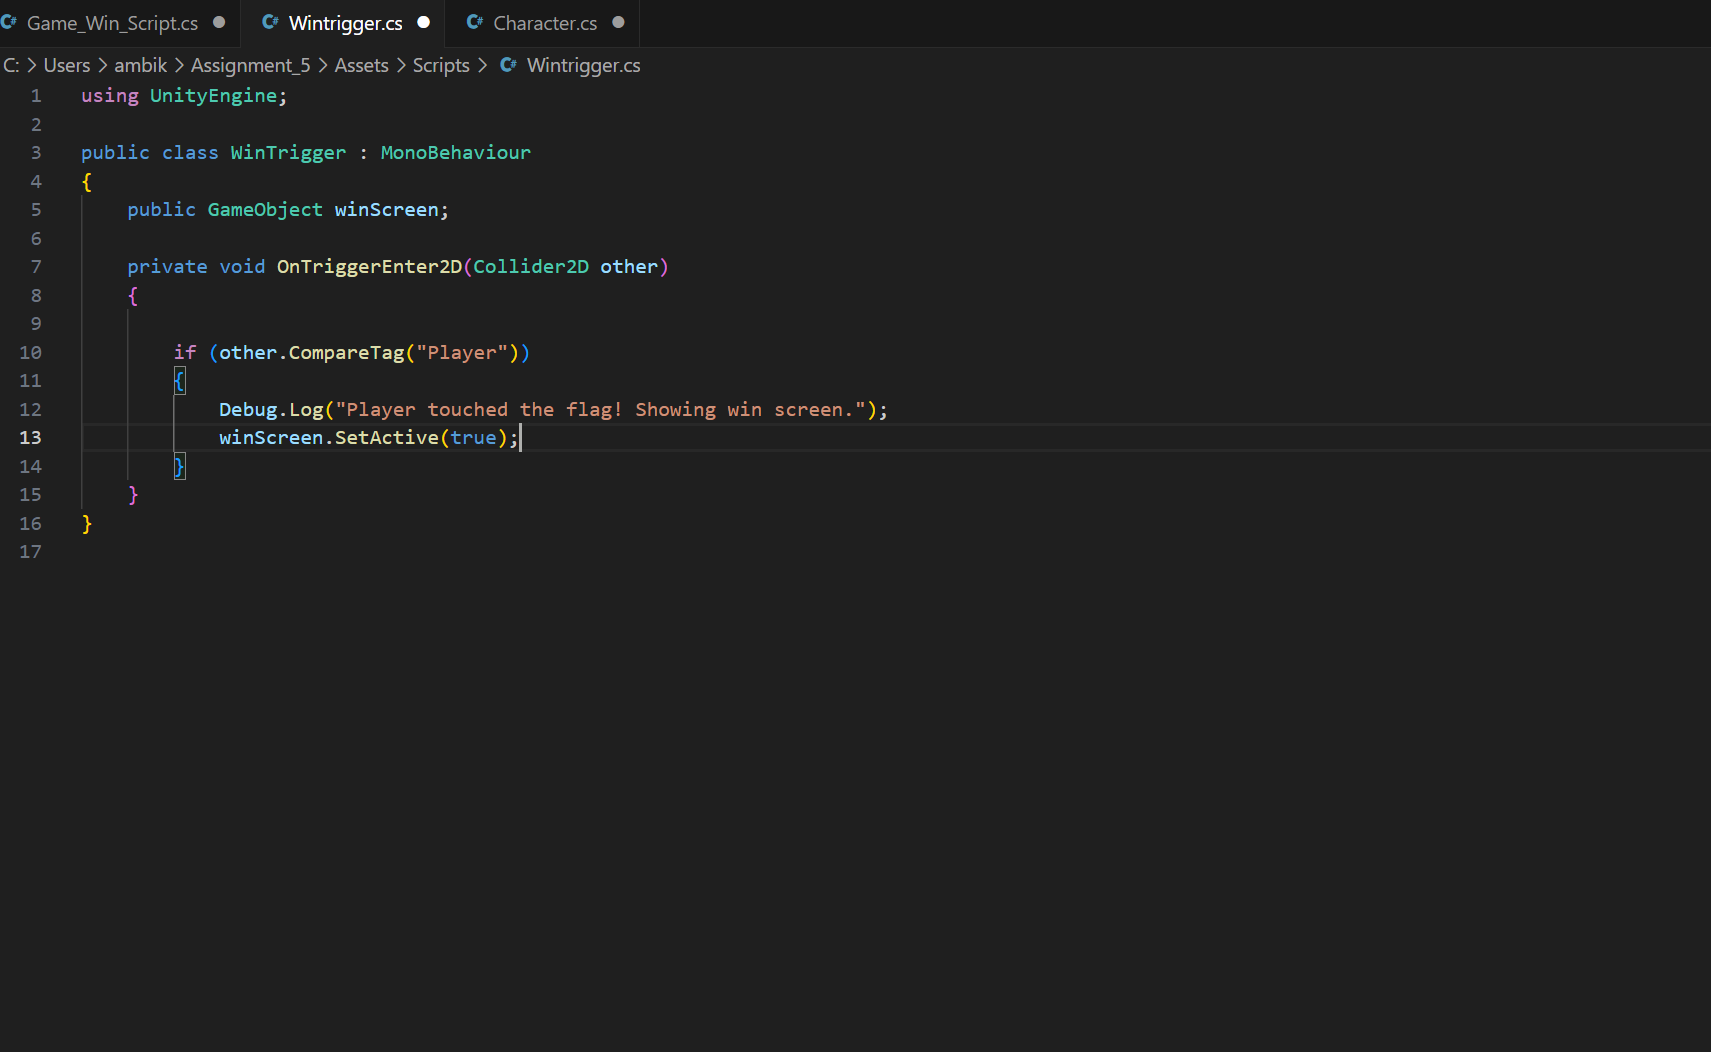 Game_Win_Script.cs Wintrigger.cs Character.cs
C: > Users > ambik > Assignment_5 > Assets > Scripts > Wintrigger.cs
1 using UnityEngine;
2
3 public class WinTrigger : MonoBehaviour
4 {
5 public GameObject winScreen;
6
7 private void OnTriggerEnter2D(Collider2D other)
8 {
9
10 if (other.CompareTag("Player"))
11 {
12 Debug.Log("Player touched the flag! Showing win screen.");
13 winScreen.SetActive(true);
14 }
15 }
16 }
17